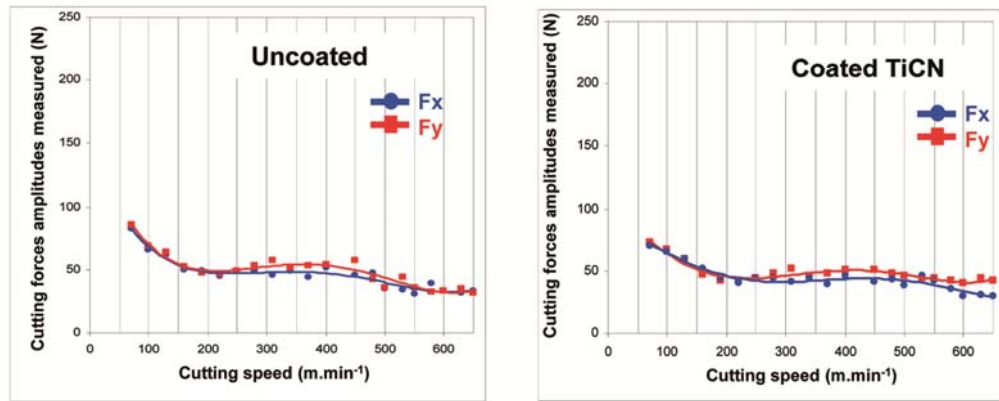 Cutting forces amplitudes measured (N)
250
200
150
100
50
0
Uncoated
Fx
Fy
0 100 200 300 400 500 600
Cutting speed (m.min⁻¹)
Cutting forces amplitudes measured (N)
250
200
150
100
50
0
Coated TiCN
Fx
Fy
0 100 200 300 400 500 600
Cutting speed (m.min⁻¹)